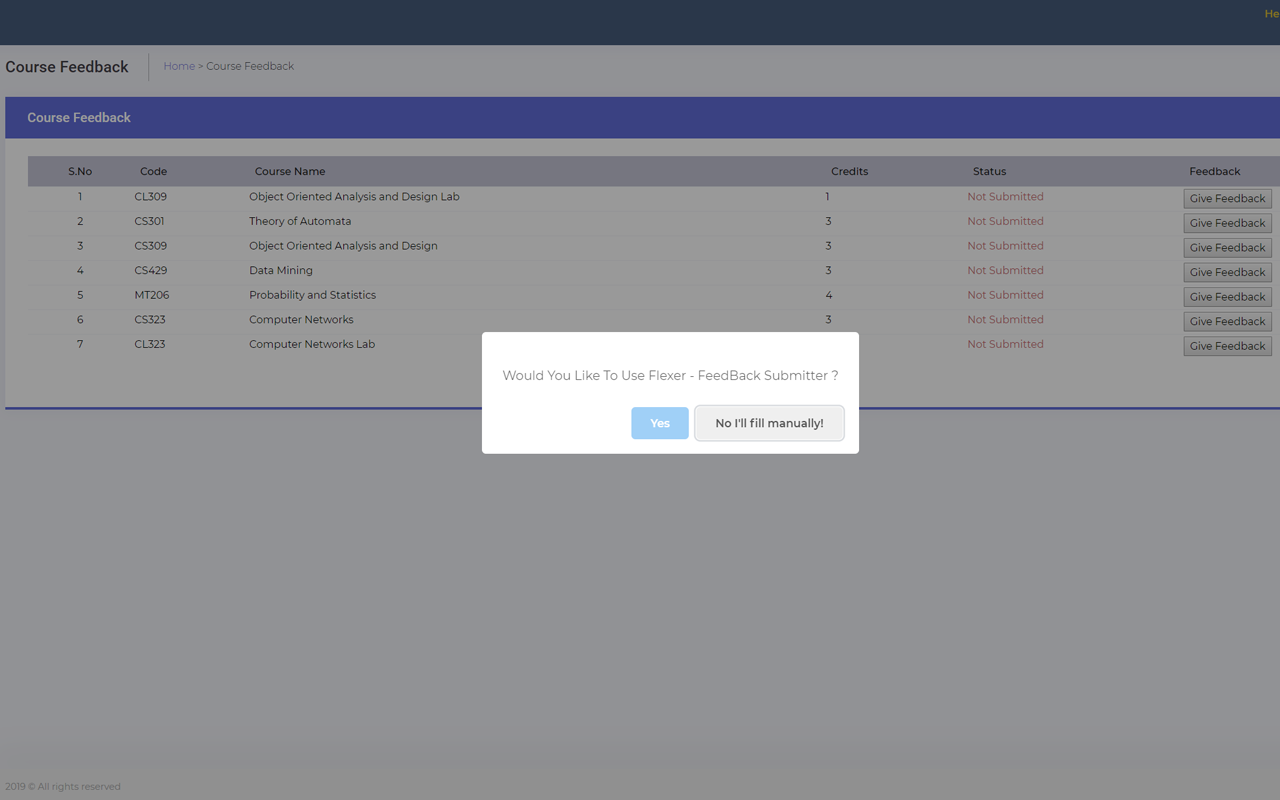 He
Course Feedback
Home > Course Feedback
Course Feedback
S.No Code Course Name Credits Status Feedback
1 CL309 Object Oriented Analysis and Design Lab 1 Not Submitted Give Feedback
2 CS301 Theory of Automata 3 Not Submitted Give Feedback
3 CS309 Object Oriented Analysis and Design 3 Not Submitted Give Feedback
4 CS429 Data Mining 3 Not Submitted Give Feedback
5 MT206 Probability and Statistics 4 Not Submitted Give Feedback
6 CS323 Computer Networks 3 Not Submitted Give Feedback
7 CL323 Computer Networks Lab Not Submitted Give Feedback
Would You Like To Use Flexer - FeedBack Submitter ?
Yes No I'll fill manually!
2019 © All rights reserved